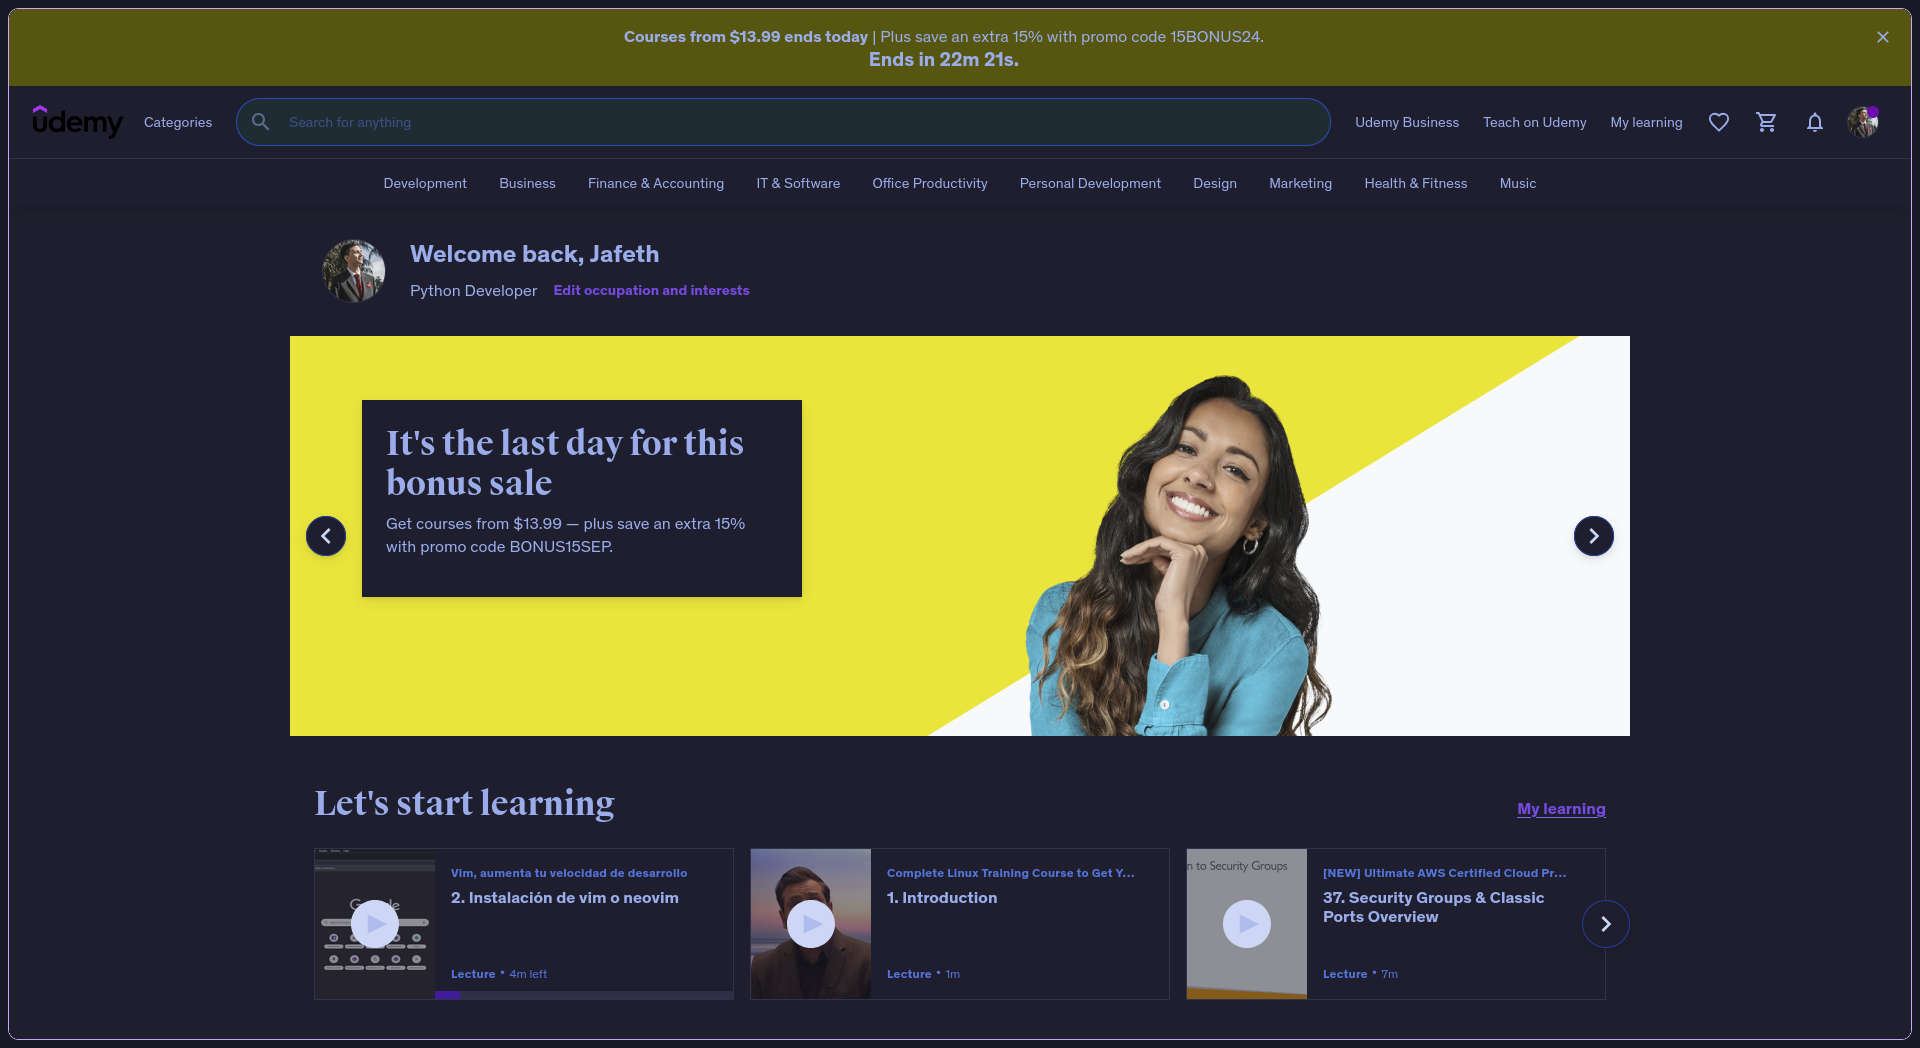 Courses from $13.99 ends today | Plus save an extra 15% with promo code 15BONUS24.
Ends in 22m 21s.
udemy
Categories
Search for anything
Udemy Business
Teach on Udemy
My learning
Development
Business
Finance & Accounting
IT & Software
Office Productivity
Personal Development
Design
Marketing
Health & Fitness
Music
Welcome back, Jafeth
Python Developer
Edit occupation and interests
It's the last day for this
bonus sale
Get courses from $13.99 — plus save an extra 15%
with promo code BONUS15SEP.
Let's start learning
My learning
Vim, aumenta tu velocidad de desarrollo
2. Instalación de vim o neovim
Lecture • 4m left
Complete Linux Training Course to Get Y...
1. Introduction
Lecture • 1m
n to Security Groups
[NEW] Ultimate AWS Certified Cloud Pr...
37. Security Groups & Classic
Ports Overview
Lecture • 7m